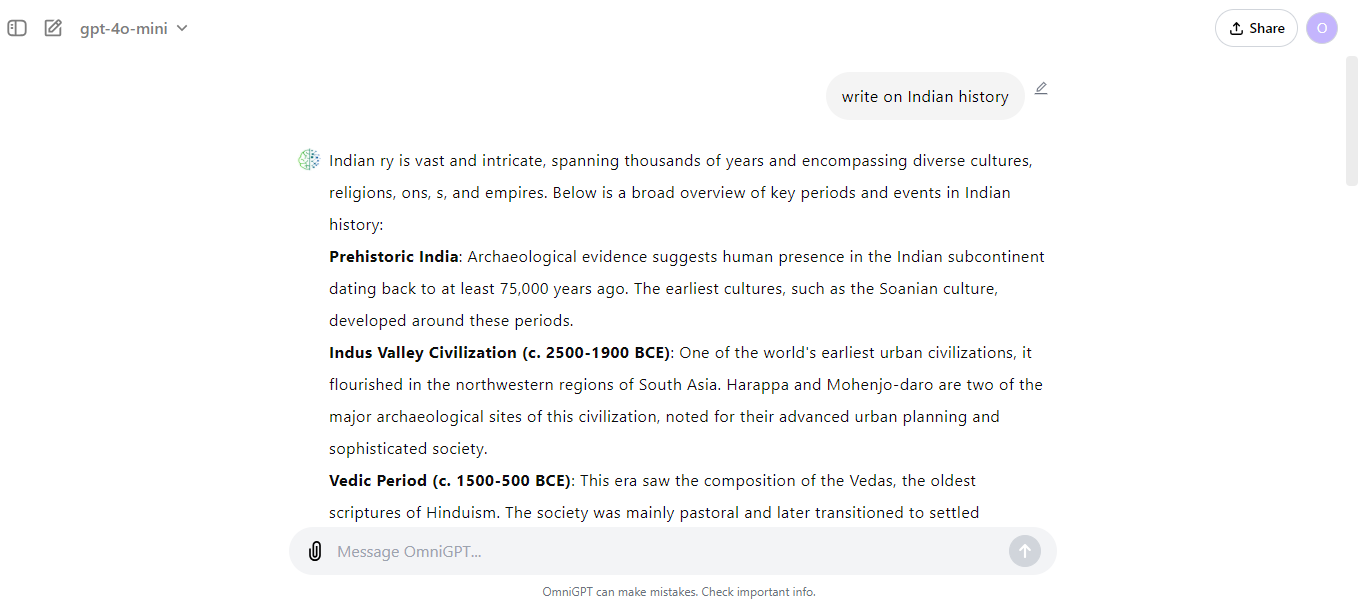 gpt-4o-mini
Share
O
write on Indian history
Indian ry is vast and intricate, spanning thousands of years and encompassing diverse cultures,
religions, ons, s, and empires. Below is a broad overview of key periods and events in Indian
history:
Prehistoric India: Archaeological evidence suggests human presence in the Indian subcontinent
dating back to at least 75,000 years ago. The earliest cultures, such as the Soanian culture,
developed around these periods.
Indus Valley Civilization (c. 2500-1900 BCE): One of the world's earliest urban civilizations, it
flourished in the northwestern regions of South Asia. Harappa and Mohenjo-daro are two of the
major archaeological sites of this civilization, noted for their advanced urban planning and
sophisticated society.
Vedic Period (c. 1500-500 BCE): This era saw the composition of the Vedas, the oldest
scriptures of Hinduism. The society was mainly pastoral and later transitioned to settled
Message OmniGPT...
OmniGPT can make mistakes. Check important info.